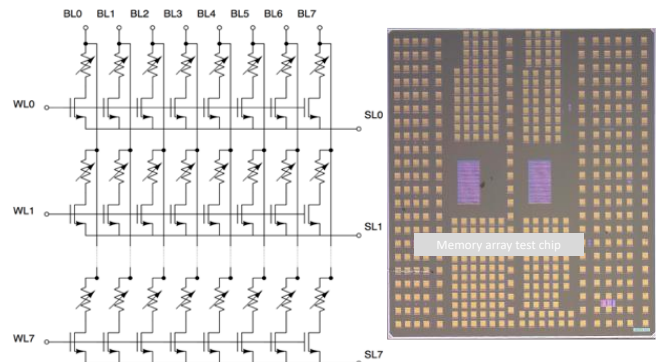 BL0 BL1 BL2 BL3 BL4 BL5 BL6 BL7
WL0
SL0
WL1
SL1
WL7
SL7
Memory array test chip